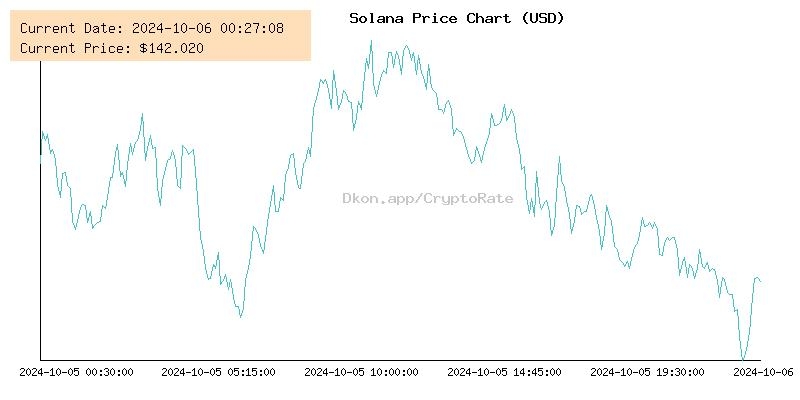 Solana Price Chart (USD)
Current Date: 2024-10-06 00:27:08
Current Price: $142.020
Dkon.app/CryptoRate
2024-10-05 00:30:00 2024-10-05 05:15:00 2024-10-05 10:00:00 2024-10-05 14:45:00 2024-10-05 19:30:00 2024-10-06